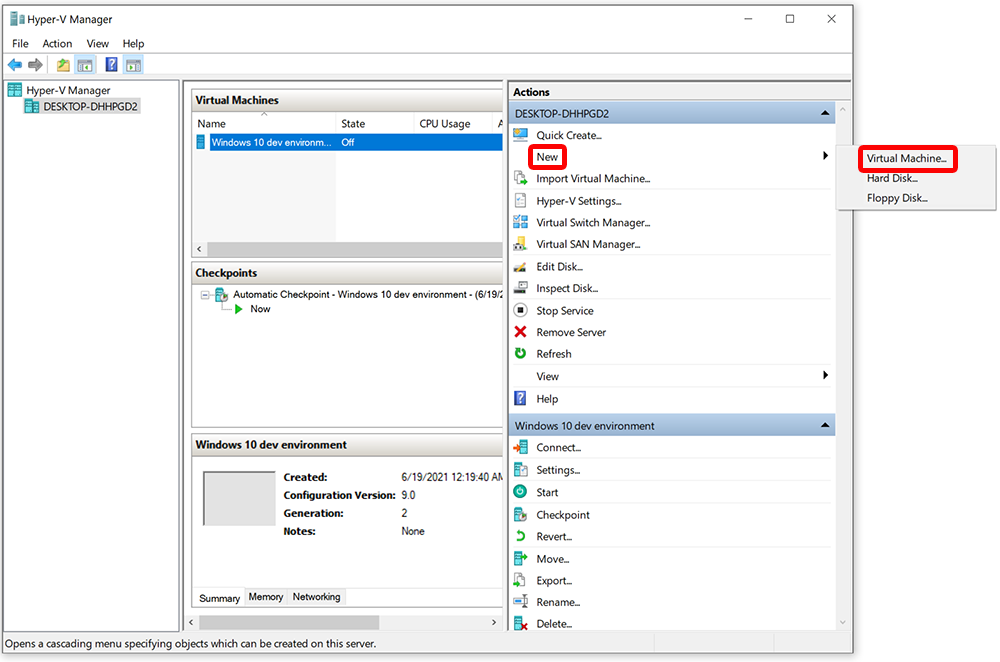 Hyper-V Manager
File Action View Help
Hyper-V Manager
DESKTOP-DHHPGD2
Virtual Machines
Name State CPU Usage A
Windows 10 dev environm... Off
Checkpoints
Automatic Checkpoint - Windows 10 dev environment - (6/19/2
Now
Windows 10 dev environment
Created: 6/19/2021 12:19:40 AM
Configuration Version: 9.0
Generation: 2
Notes: None
Summary Memory Networking
Actions
DESKTOP-DHHPGD2
Quick Create...
New
Import Virtual Machine...
Hyper-V Settings...
Virtual Switch Manager...
Virtual SAN Manager...
Edit Disk...
Inspect Disk...
Stop Service
Remove Server
Refresh
View
Help
Windows 10 dev environment
Connect...
Settings...
Start
Checkpoint
Revert...
Move...
Export...
Rename...
Delete...
Virtual Machine...
Hard Disk...
Floppy Disk...
Opens a cascading menu specifying objects which can be created on this server.